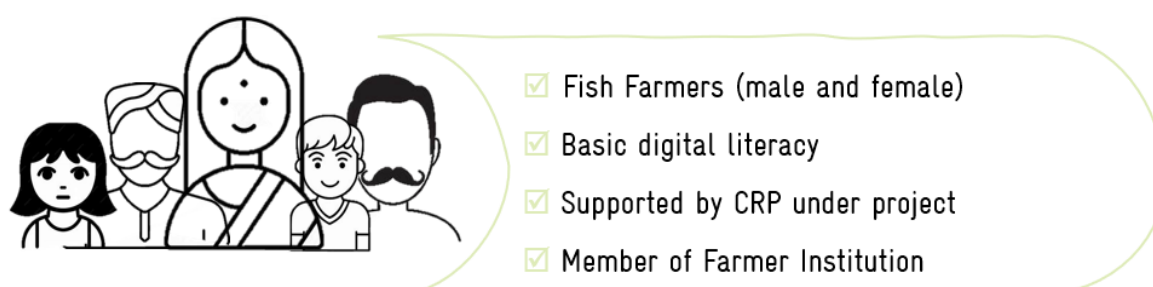 Fish Farmers (male and female)
Basic digital literacy
Supported by CRP under project
Member of Farmer Institution